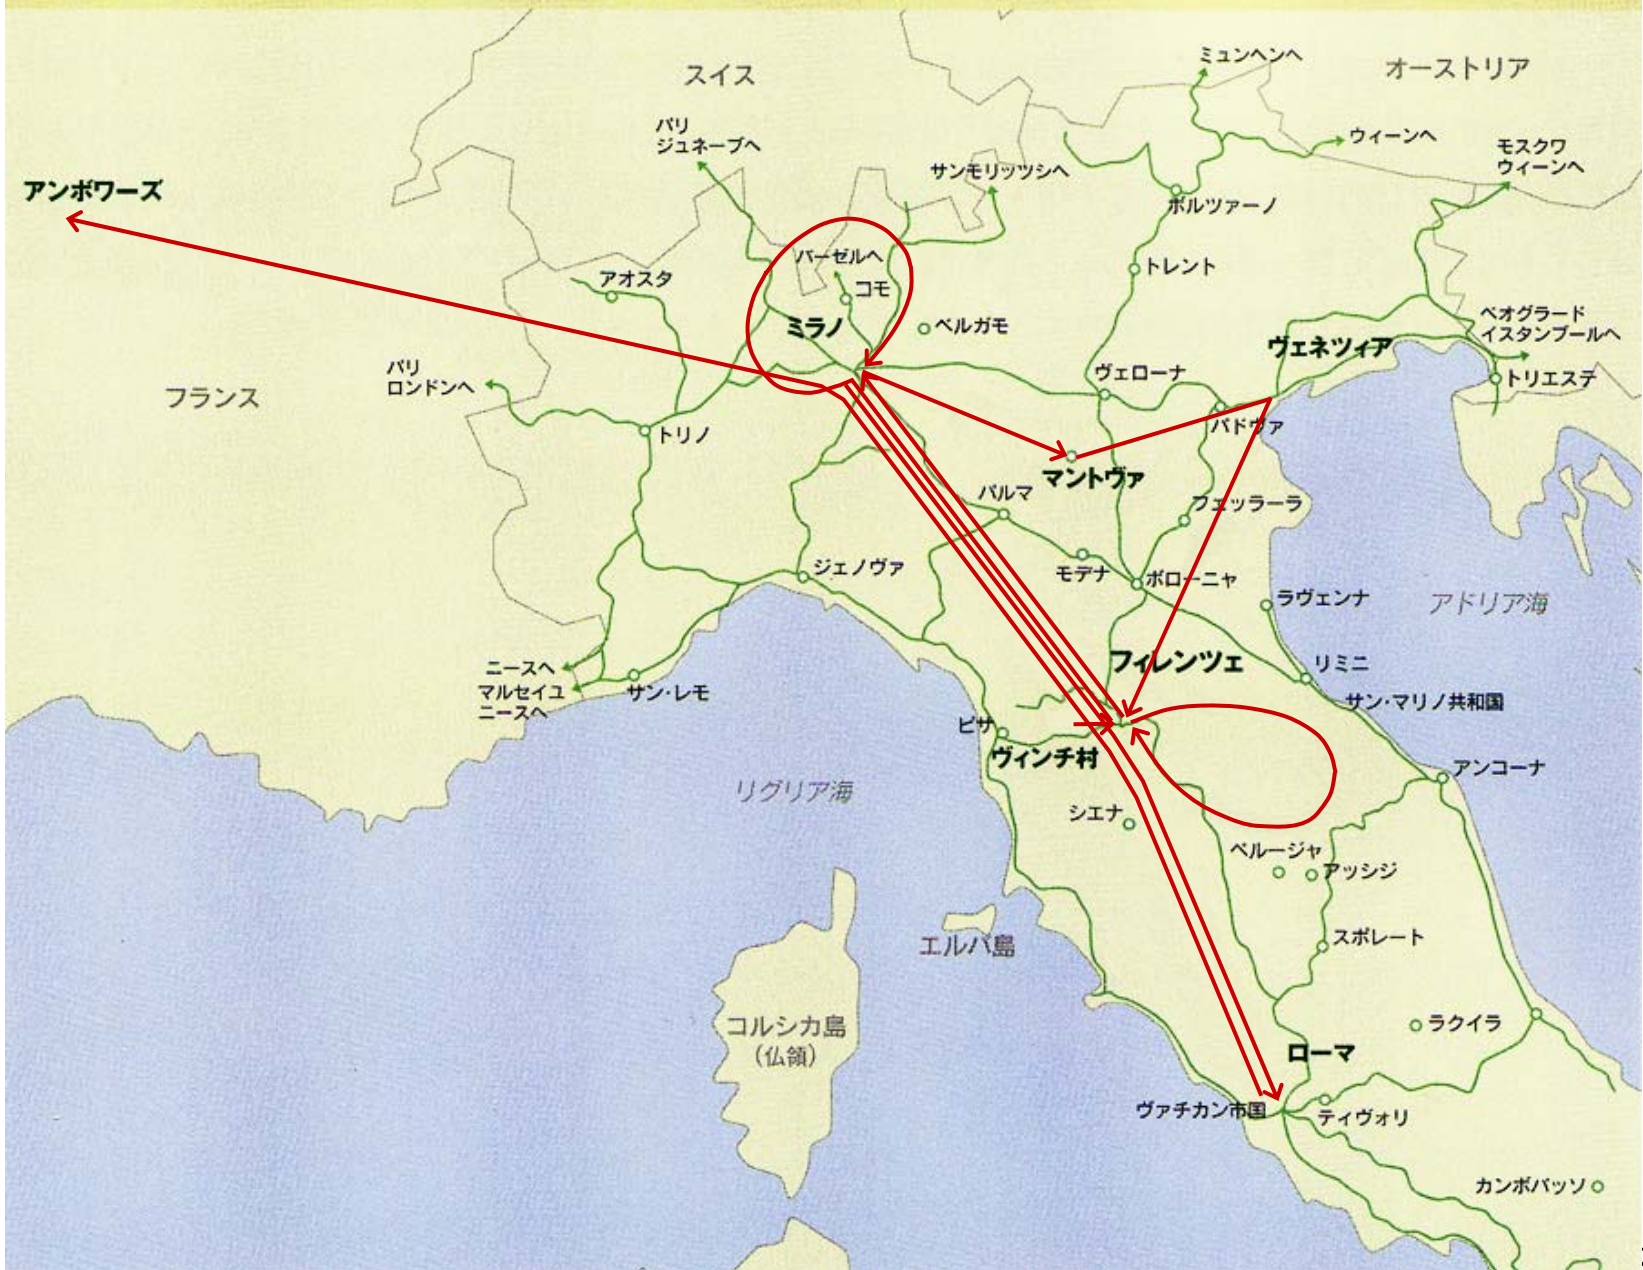 スイス
ミュンヘンへ
オーストリア
パリ
ジュネーブへ
ウィーンへ
モスクワ
ウィーンへ
サンモリッツシへ
アンボワーズ
ボルツァーノ
バーゼルへ
トレント
アオスタ
コモ
ミラノ
ベルガモ
ベオグラード
イスタンブールへ
ヴェネツィア
パリ
ロンドンへ
ヴェローナ
トリエステ
フランス
トリノ
パドヴァ
マントヴァ
パルマ
フェッラーラ
ジェノヴァ
モデナ
ボローニャ
ラヴェンナ
アドリア海
フィレンツェ
リミニ
ニースへ
マルセイユ
ニースへ
サン・レモ
サン・マリノ共和国
ピサ
ヴィンチ村
アンコーナ
リグリア海
シエナ
ペルージャ
アッシジ
スポレート
エルバ島
コルシカ島
(仏領)
ラクイラ
ローマ
ヴァチカン市国
ティヴォリ
カンポバッソ